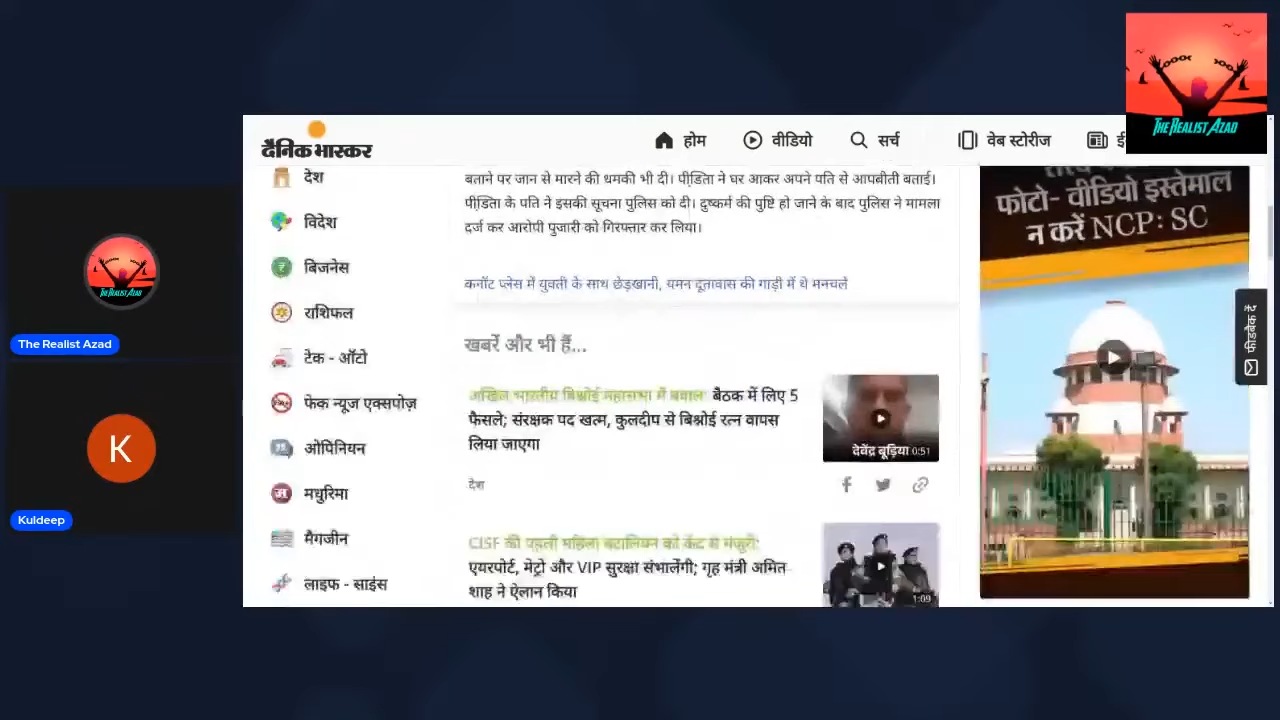 THE REALIST AZAD
दैनिक भास्कर
होम
वीडियो
सर्च
वेब स्टोरीज
देश
विदेश
बिजनेस
राशिफल
टेक - ऑटो
फेक न्यूज एक्सपोज़
ओपिनियन
मधुरिमा
मैगजीन
लाइफ - साइंस
बताने पर जान से मारने की धमकी भी दी। पीड़िता ने घर आकर अपने पति से आपबीती बताई।
पीड़िता के पति ने इसकी सूचना पुलिस को दी। दुष्कर्म की पुष्टि हो जाने के बाद पुलिस ने मामला
दर्ज कर आरोपी पुजारी को गिरफ्तार कर लिया।
कनॉट प्लेस में युवती के साथ छेड़खानी, यमन दूतावास की गाड़ी में थे मनचले
खबरें और भी हैं...
अखिल भारतीय बिश्नोई महासभा में बवाल: बैठक में लिए 5
फैसले; संरक्षक पद खत्म, कुलदीप से बिश्नोई रत्न वापस
लिया जाएगा
देवेंद्र बूड़िया 0:51
देश
CISF की पहली महिला बटालियन को केंद्र से मंजूरी:
एयरपोर्ट, मेट्रो और VIP सुरक्षा संभालेंगी; गृह मंत्री अमित
शाह ने ऐलान किया
1:09
फोटो- वीडियो इस्तेमाल
न करें NCP: SC
फीडबैक दें
The Realist Azad
K
Kuldeep